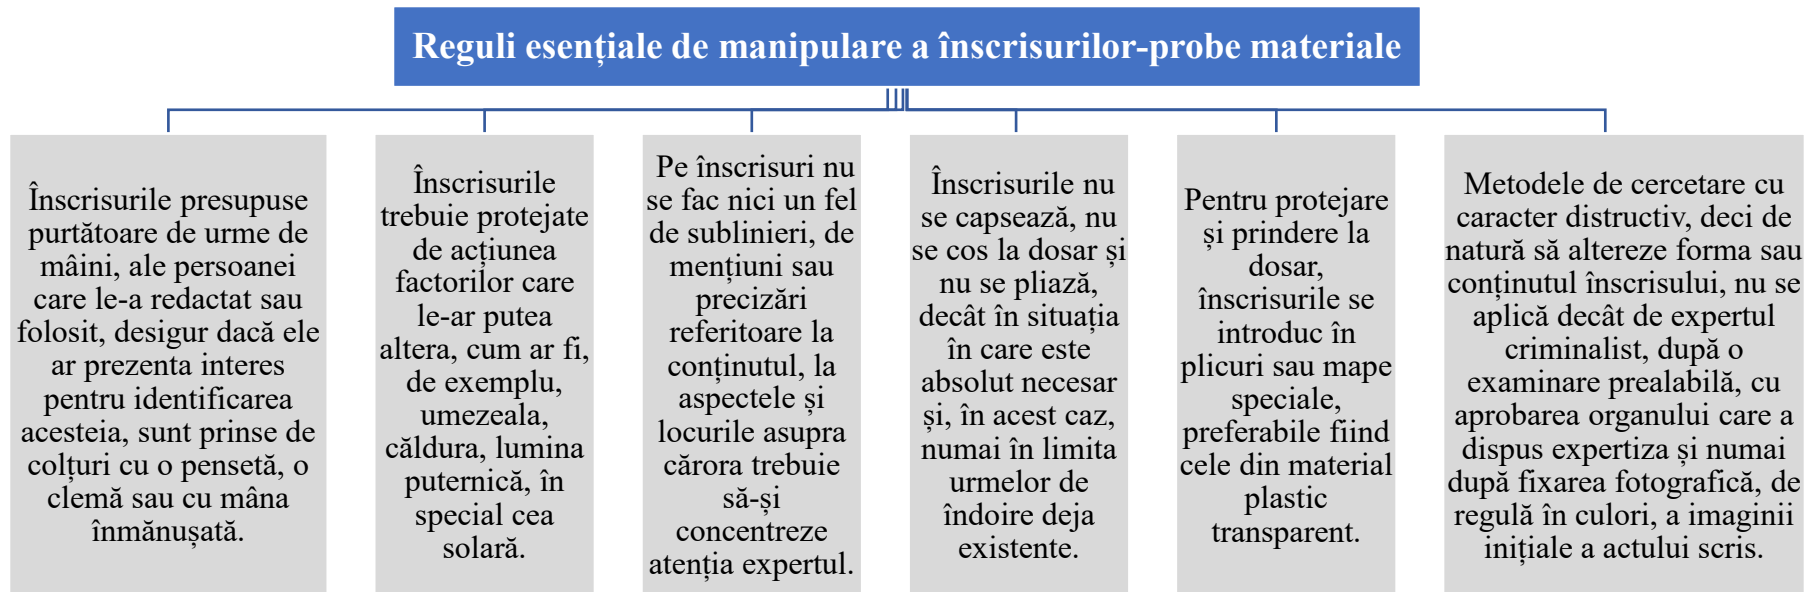 Reguli esențiale de manipulare a înscrisurilor-probe materiale
Înscrisurile presupuse
purtătoare de urme de
mâini, ale persoanei
care le-a redactat sau
folosit, desigur dacă ele
ar prezenta interes
pentru identificarea
acesteia, sunt prinse de
colțuri cu o pensetă, o
clemă sau cu mâna
înmănușată.
Înscrisurile
trebuie protejate
de acțiunea
factorilor care
le-ar putea
altera, cum ar fi,
de exemplu,
umezeala,
căldura, lumina
puternică, în
special cea
solară.
Pe înscrisuri nu
se fac nici un fel
de sublinieri, de
mențiuni sau
precizări
referitoare la
conținutul, la
aspectele și
locurile asupra
cărora trebuie
să-și
concentreze
atenția expertul.
Înscrisurile nu
se capsează, nu
se cos la dosar și
nu se pliază,
decât în situația
în care este
absolut necesar
și, în acest caz,
numai în limita
urmelor de
îndoire deja
existente.
Pentru protejare
și prindere la
dosar,
înscrisurile se
introduc în
plicuri sau mape
speciale,
preferabile fiind
cele din material
plastic
transparent.
Metodele de cercetare cu
caracter distructiv, deci de
natură să altereze forma sau
conținutul înscrisului, nu se
aplică decât de expertul
criminalist, după o
examinare prealabilă, cu
aprobarea organului care a
dispus expertiza și numai
după fixarea fotografică, de
regulă în culori, a imaginii
inițiale a actului scris.